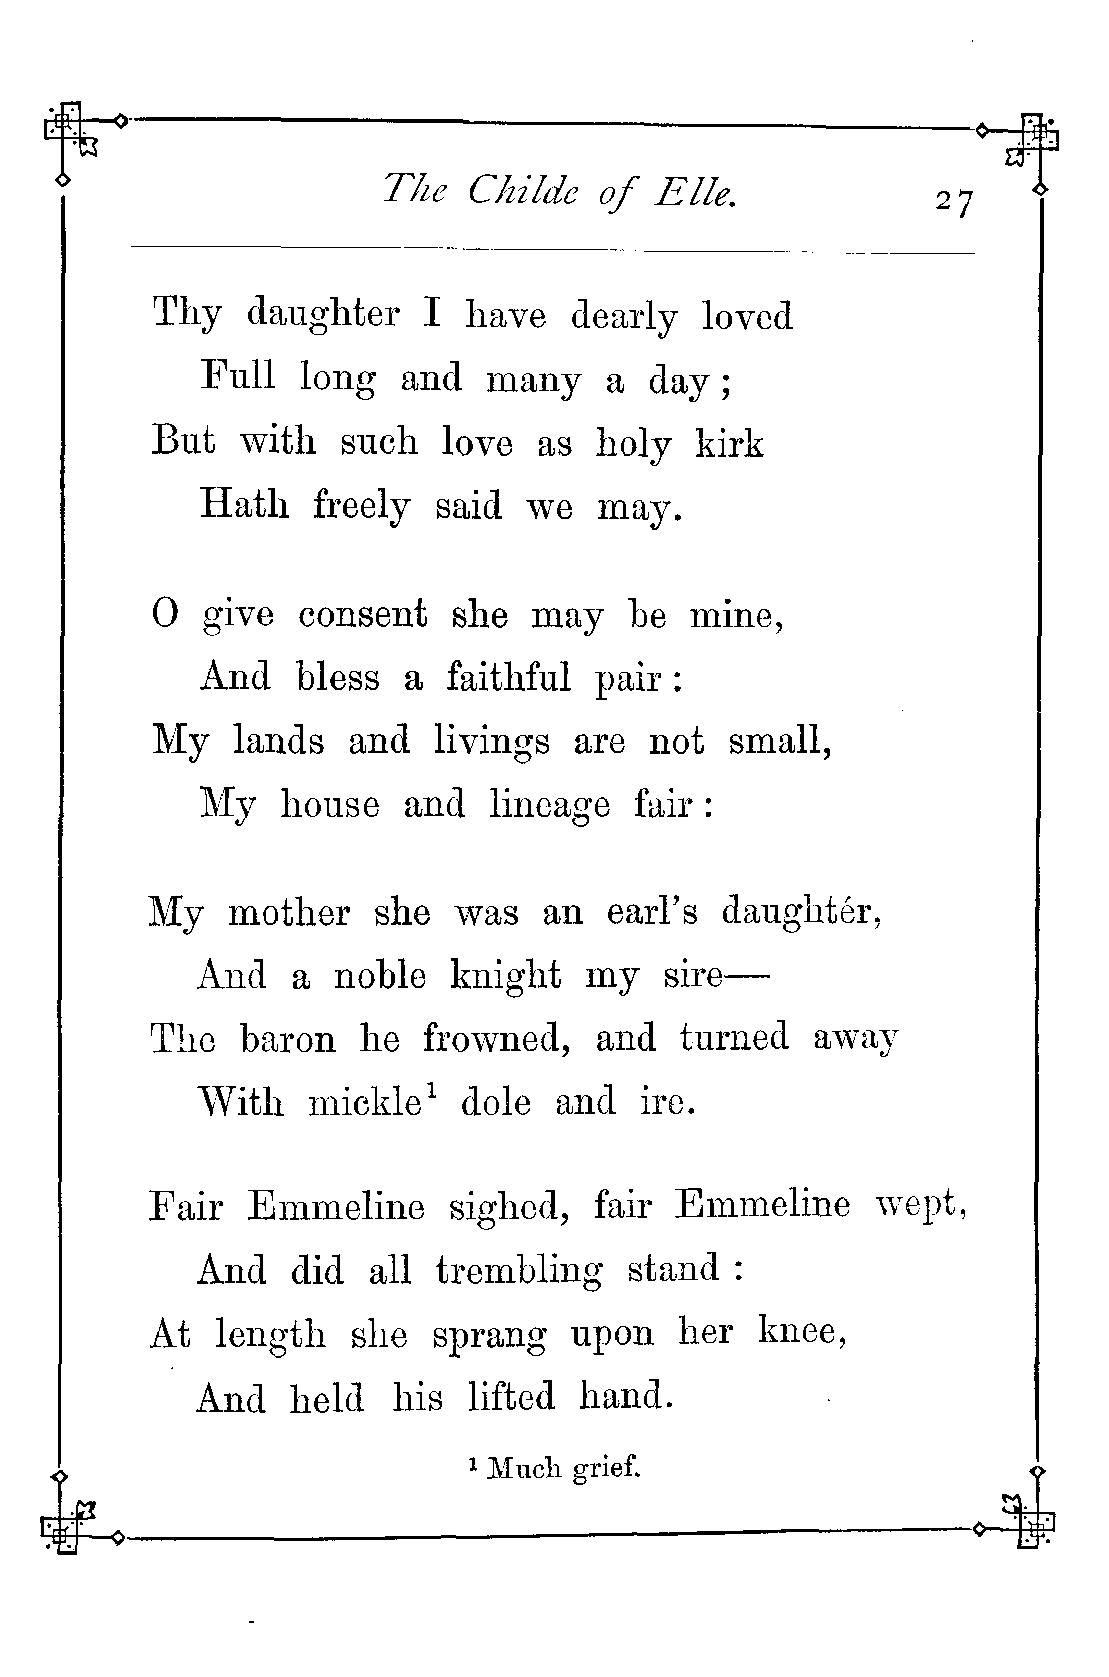 The Childe of Elle. 27
Thy daughter I have dearly loved
Full long and many a day ;
But with such love as holy kirk
Hath freely said we may.
O give consent she may be mine,
And bless a faithful pair :
My lands and livings are not small,
My house and lineage fair :
My mother she was an earl's daughtér,
And a noble knight my sire—
The baron he frowned, and turned away
With mickle¹ dole and ire.
Fair Emmeline sighed, fair Emmeline wept,
And did all trembling stand :
At length she sprang upon her knee,
And held his lifted hand.
¹ Much grief.